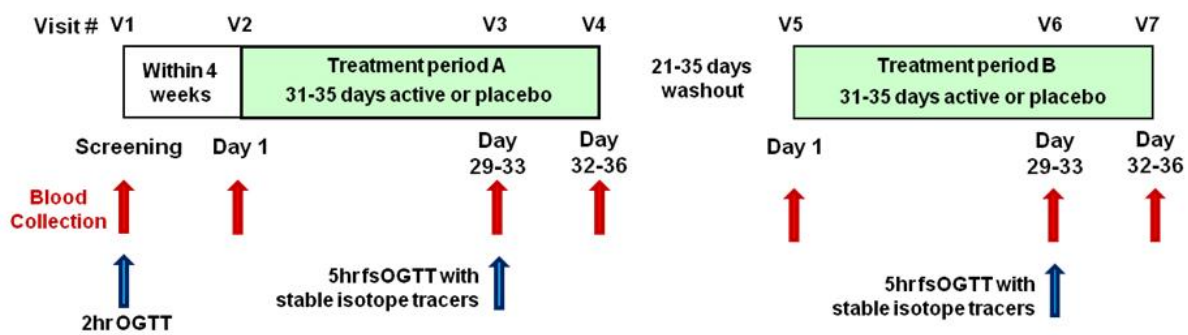 Visit # V1 V2 V3 V4 V5 V6 V7
Within 4
weeks
Treatment period A
31-35 days active or placebo
21-35 days
washout
Treatment period B
31-35 days active or placebo
Screening
Day 1
Day
29-33
Day
32-36
Day 1
Day
29-33
Day
32-36
Blood
Collection
2hr OGTT
5hr fsOGTT with
stable isotope tracers
5hr fsOGTT with
stable isotope tracers